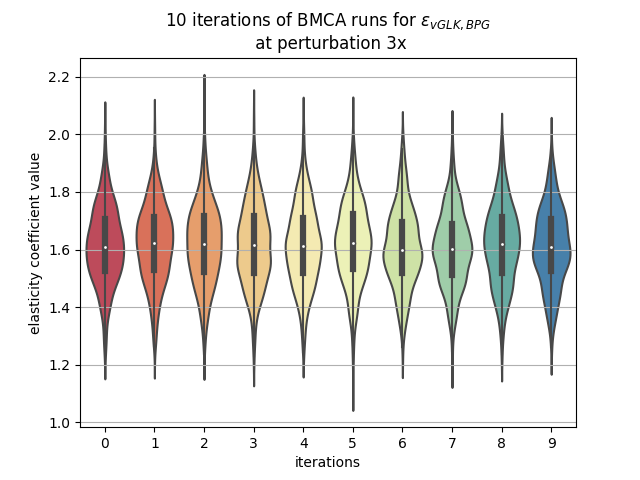 10 iterations of BMCA runs for ε_{vGLK, BPG}
at perturbation 3x
elasticity coefficient value
2.2
2.0
1.8
1.6
1.4
1.2
1.0
0 1 2 3 4 5 6 7 8 9
iterations